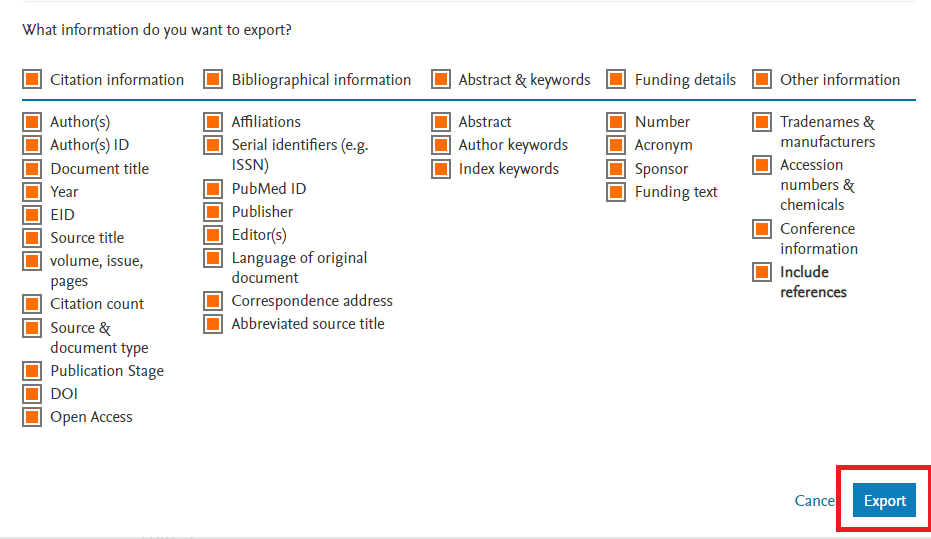 What information do you want to export?
Citation information
Bibliographical information
Abstract & keywords
Funding details
Other information
Author(s)
Author(s) ID
Document title
Year
EID
Source title
volume, issue,
pages
Citation count
Source &
document type
Publication Stage
DOI
Open Access
Affiliations
Serial identifiers (e.g.
ISSN)
PubMed ID
Publisher
Editor(s)
Language of original
document
Correspondence address
Abbreviated source title
Abstract
Author keywords
Index keywords
Number
Acronym
Sponsor
Funding text
Tradenames &
manufacturers
Accession
numbers &
chemicals
Conference
information
Include
references
Cance
Export